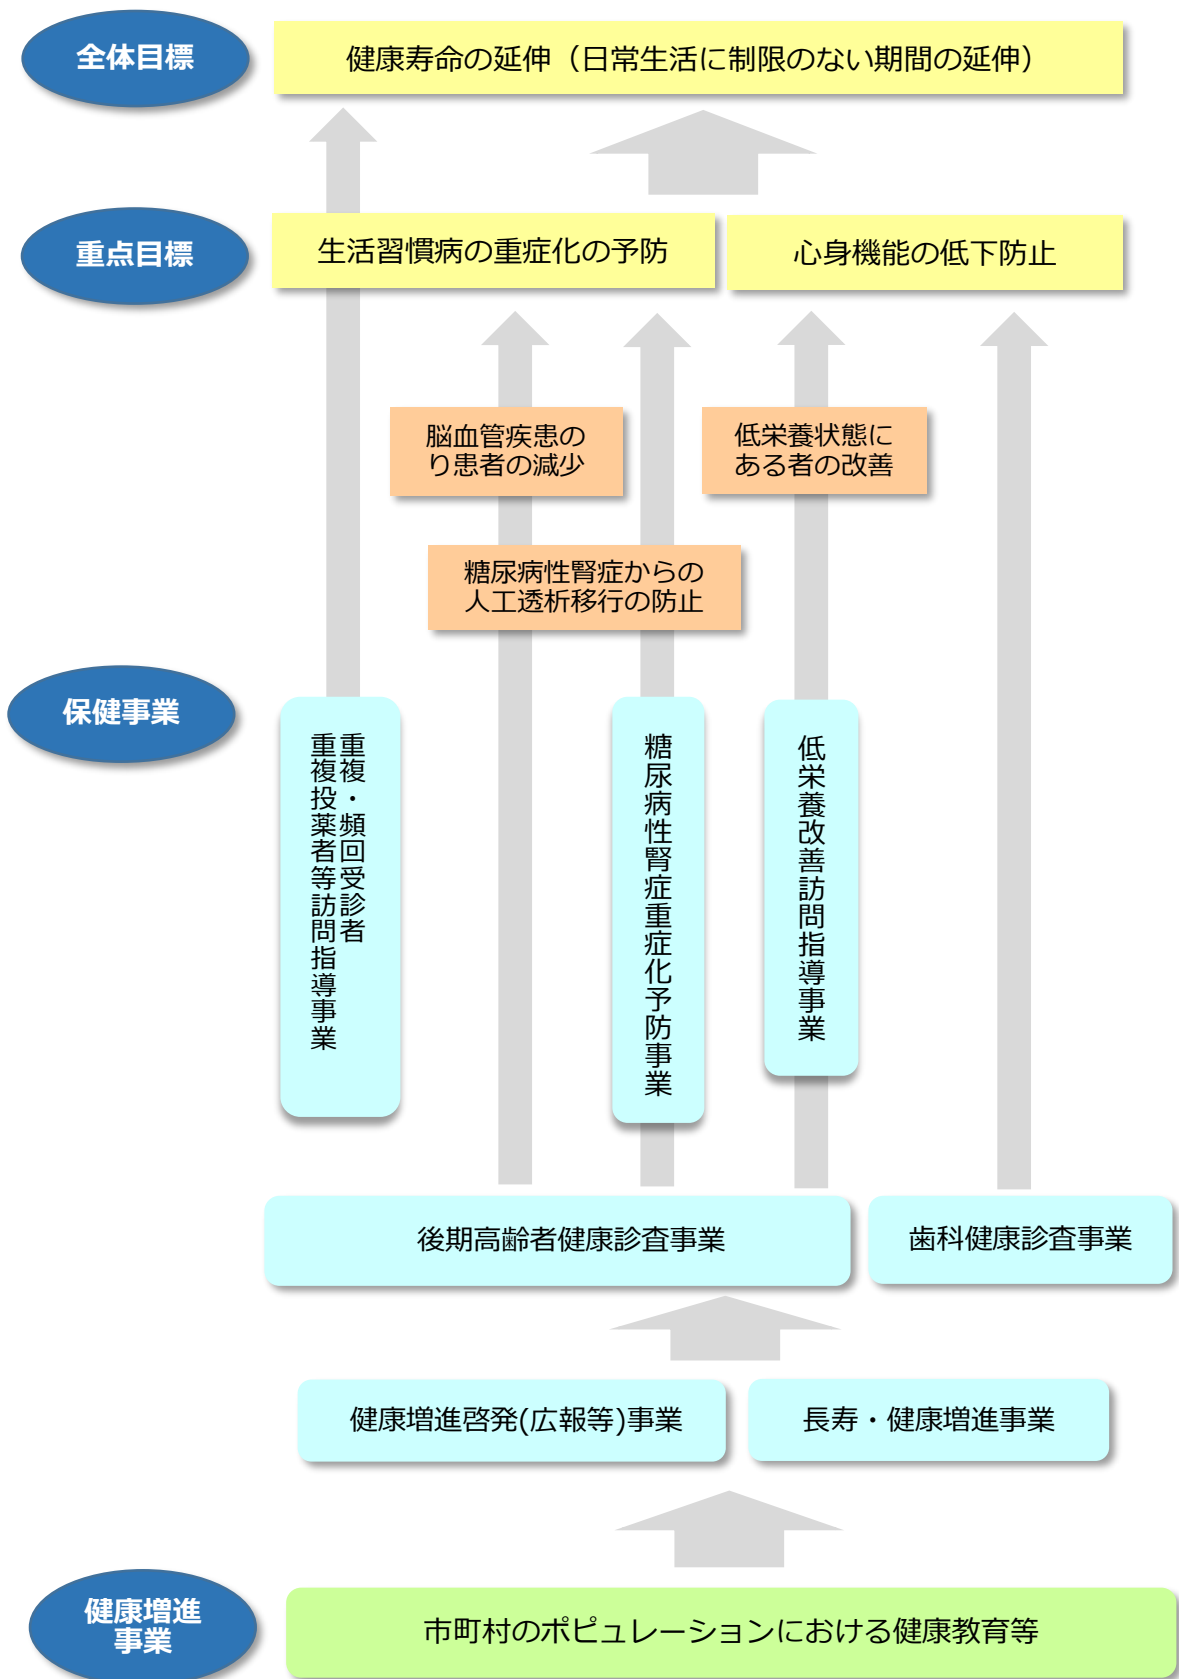 全体目標
健康寿命の延伸（日常生活に制限のない期間の延伸）
重点目標
生活習慣病の重症化の予防
心身機能の低下防止
脳血管疾患の
り患者の減少
低栄養状態に
ある者の改善
糖尿病性腎症からの
人工透析移行の防止
保健事業
重複・頻回受診者
重複投薬者等訪問指導事業
糖尿病性腎症重症化予防事業
低栄養改善訪問指導事業
後期高齢者健康診査事業
歯科健康診査事業
健康増進啓発(広報等)事業
長寿・健康増進事業
健康増進
事業
市町村のポピュレーションにおける健康教育等